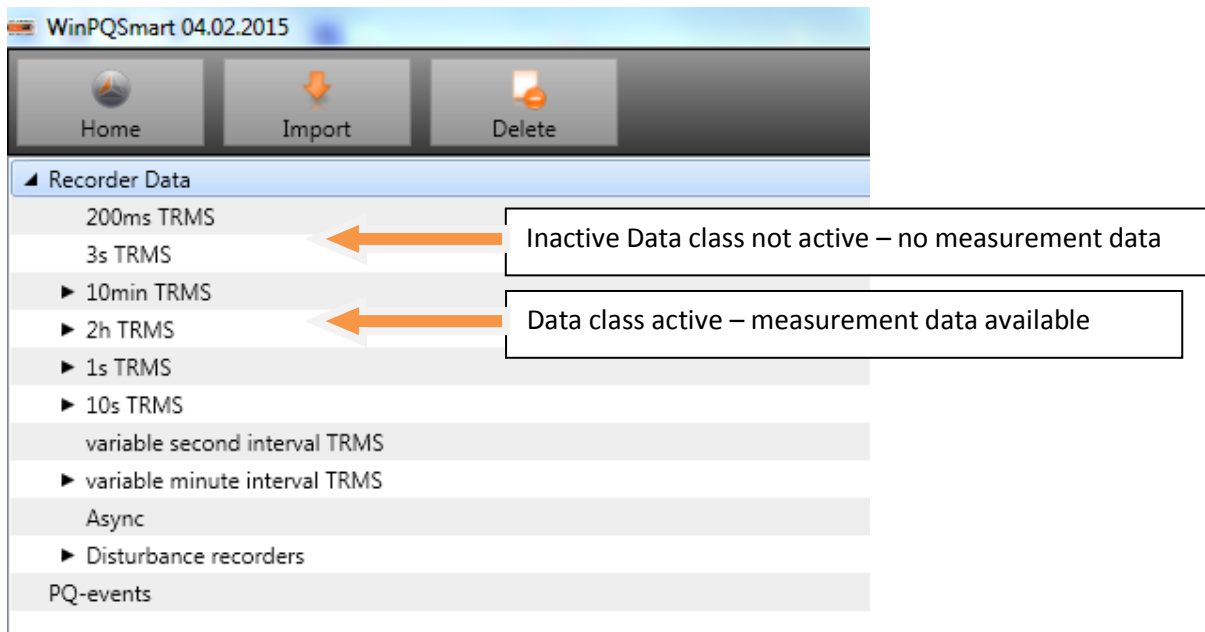 WinPQSmart 04.02.2015
Home Import Delete
Recorder Data
200ms TRMS
Inactive Data class not active – no measurement data
3s TRMS
10min TRMS
Data class active – measurement data available
2h TRMS
1s TRMS
10s TRMS
variable second interval TRMS
variable minute interval TRMS
Async
Disturbance recorders
PQ-events